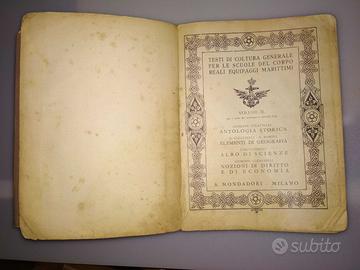 TESTI DI COLTURA GENERALE
PER LE SCUOLE DEL CORPO
REALI EQUIPAGGI MARITTIMI
VOLUME II.
ANTOLOGIA STORICA
ELEMENTI DI GEOGRAFIA
ALBO DI SCIENZE
NOZIONI DI DIRITTO
E DI ECONOMIA
A. MONDADORI - MILANO
subito